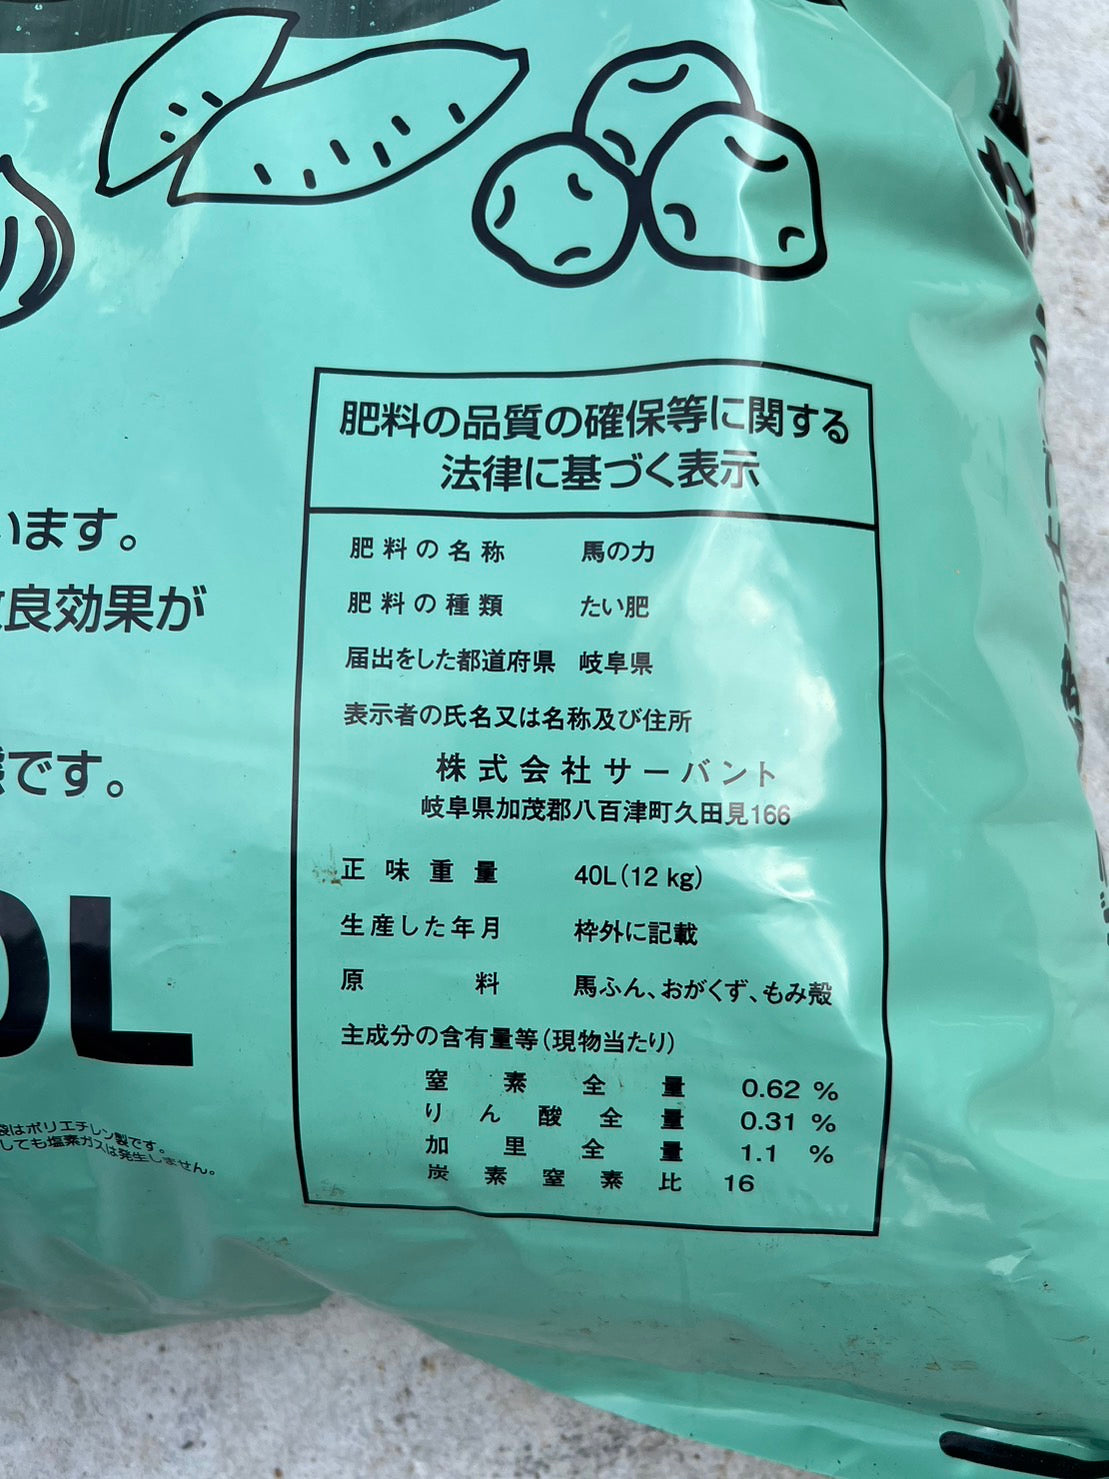 います。
良効果が
です。
0L
袋はポリエチレン製です。
しても塩素ガスは発生しません。
肥料の品質の確保等に関する
法律に基づく表示
肥料の名称 馬の力
肥料の種類 たい肥
届出をした都道府県 岐阜県
表示者の氏名又は名称及び住所
株式会社サーバント
岐阜県加茂郡八百津町久田見166
正味重量 40L(12 kg)
生産した年月 枠外に記載
原料 馬ふん、おがくず、もみ殻
主成分の含有量等(現物当たり)
窒素全量 0.62 %
りん酸全量 0.31 %
加里全量 1.1 %
炭素窒素比 16